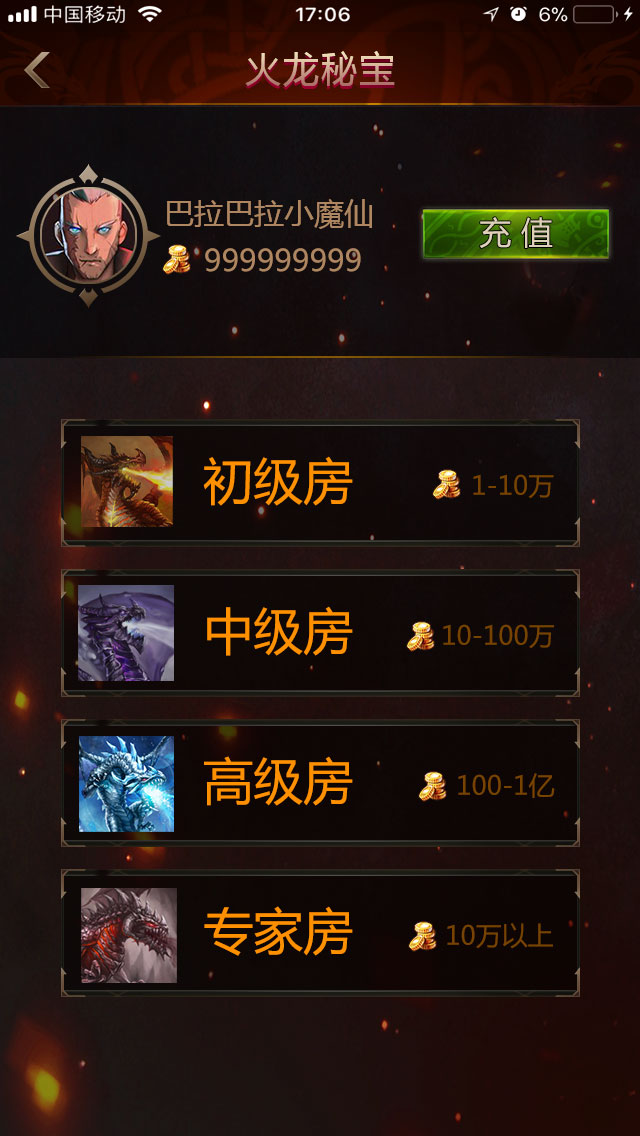 中国移动 17:06 6%
火龙秘宝
巴拉巴拉小魔仙
999999999
充值
初级房 1-10万
中级房 10-100万
高级房 100-1亿
专家房 10万以上